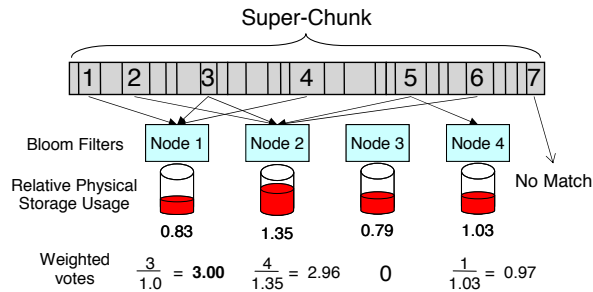 Super-Chunk
1 2 3 4 5 6 7
Bloom Filters Node 1 Node 2 Node 3 Node 4
No Match
Relative Physical
Storage Usage
0.83 1.35 0.79 1.03
Weighted
votes
3/1.0 = 3.00 4/1.35 = 2.96 0 1/1.03 = 0.97